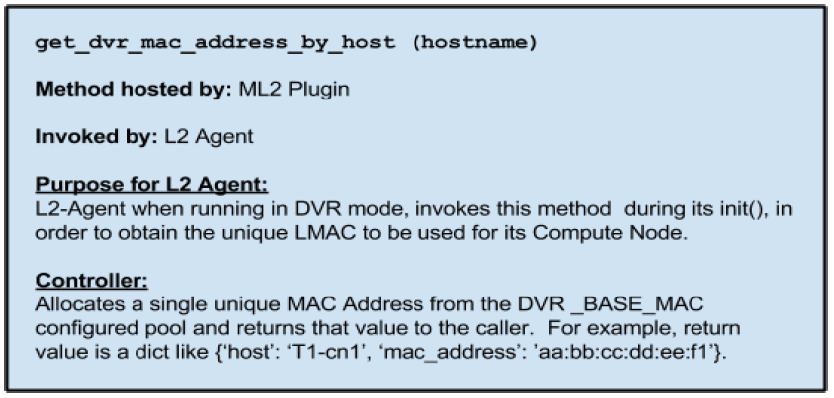 get_dvr_mac_address_by_host (hostname)
Method hosted by: ML2 Plugin
Invoked by: L2 Agent
Purpose for L2 Agent:
L2-Agent when running in DVR mode, invokes this method  during its init(), in
order to obtain the unique LMAC to be used for its Compute Node.
Controller:
Allocates a single unique MAC Address from the DVR _BASE_MAC
configured pool and returns that value to the caller.  For example, return
value is a dict like {‘host’: ‘T1-cn1’, ‘mac_address’: ’aa:bb:cc:dd:ee:f1’}.